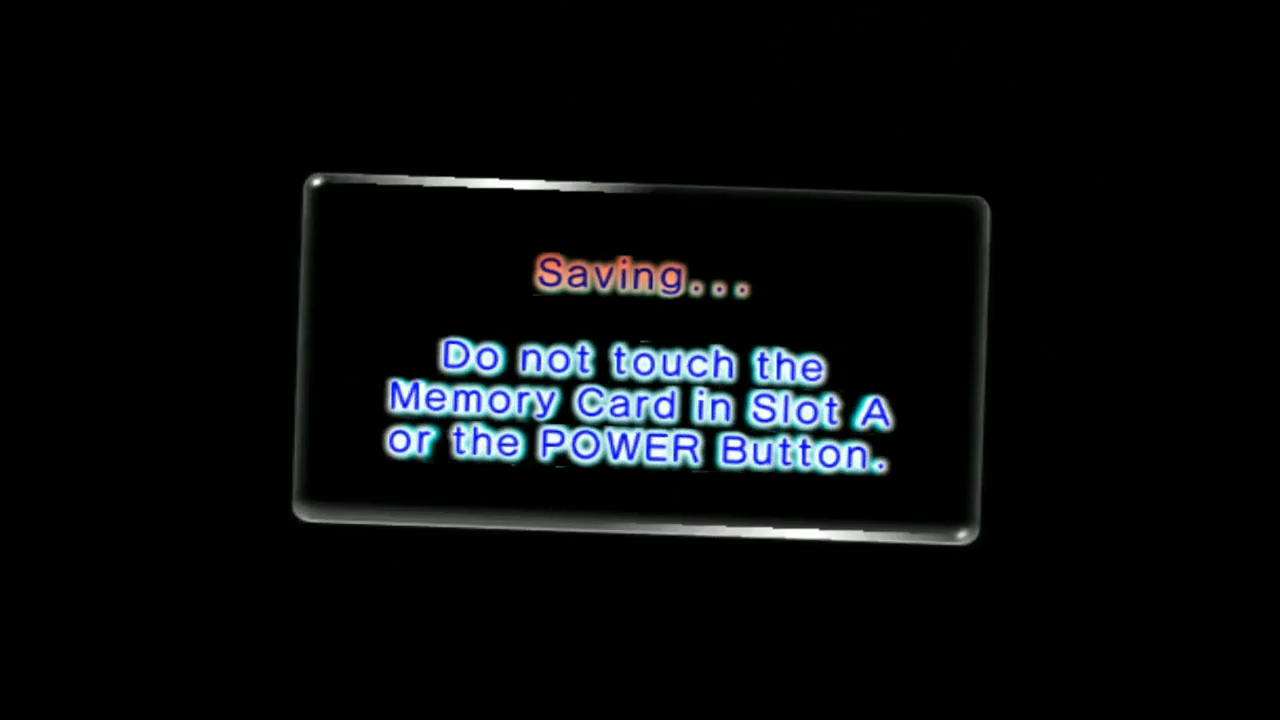 Saving...
Do not touch the
Memory Card in Slot A
or the POWER Button.